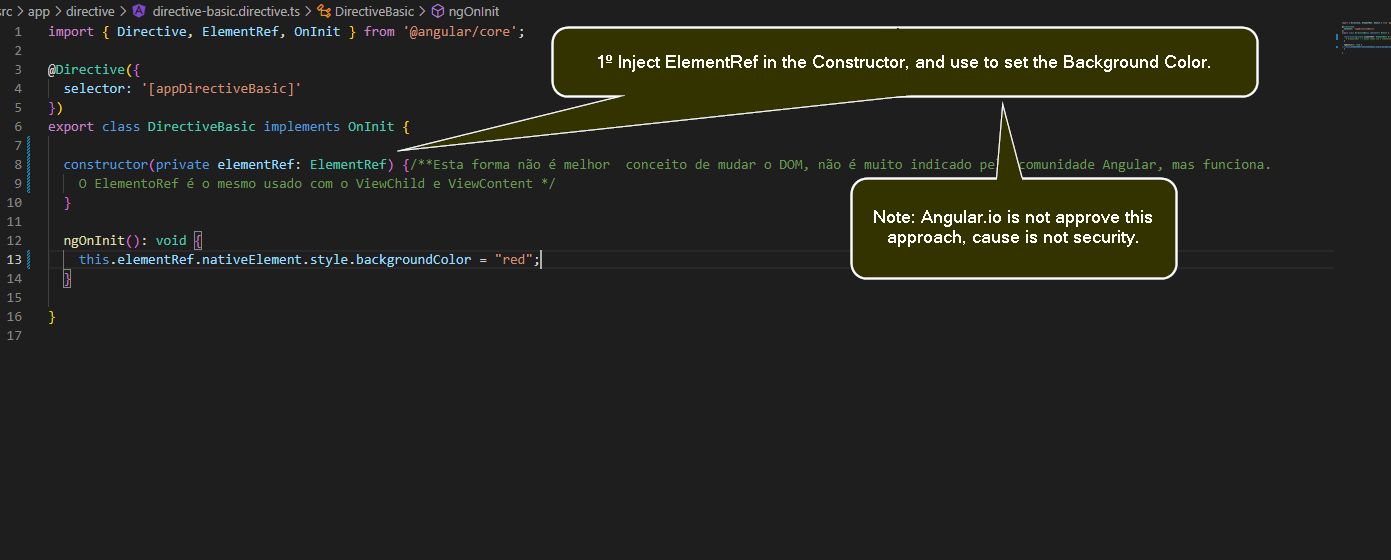 src > app > directive > directive-basic.directive.ts > DirectiveBasic > ngOnInit
1 import { Directive, ElementRef, OnInit } from '@angular/core';
2
3 @Directive({
4 selector: '[appDirectiveBasic]'
5 })
6 export class DirectiveBasic implements OnInit {
7
8 constructor(private elementRef: ElementRef) {/**Esta forma não é melhor  conceito de mudar o DOM, não é muito indicado pe comunidade Angular, mas funciona.
9 O ElementoRef é o mesmo usado com o ViewChild e ViewContent */
10 }
11
12 ngOnInit(): void {
13 this.elementRef.nativeElement.style.backgroundColor = "red";
14 }
15
16 }
17
1º Inject ElementRef in the Constructor, and use to set the Background Color.
Note: Angular.io is not approve this
approach, cause is not security.